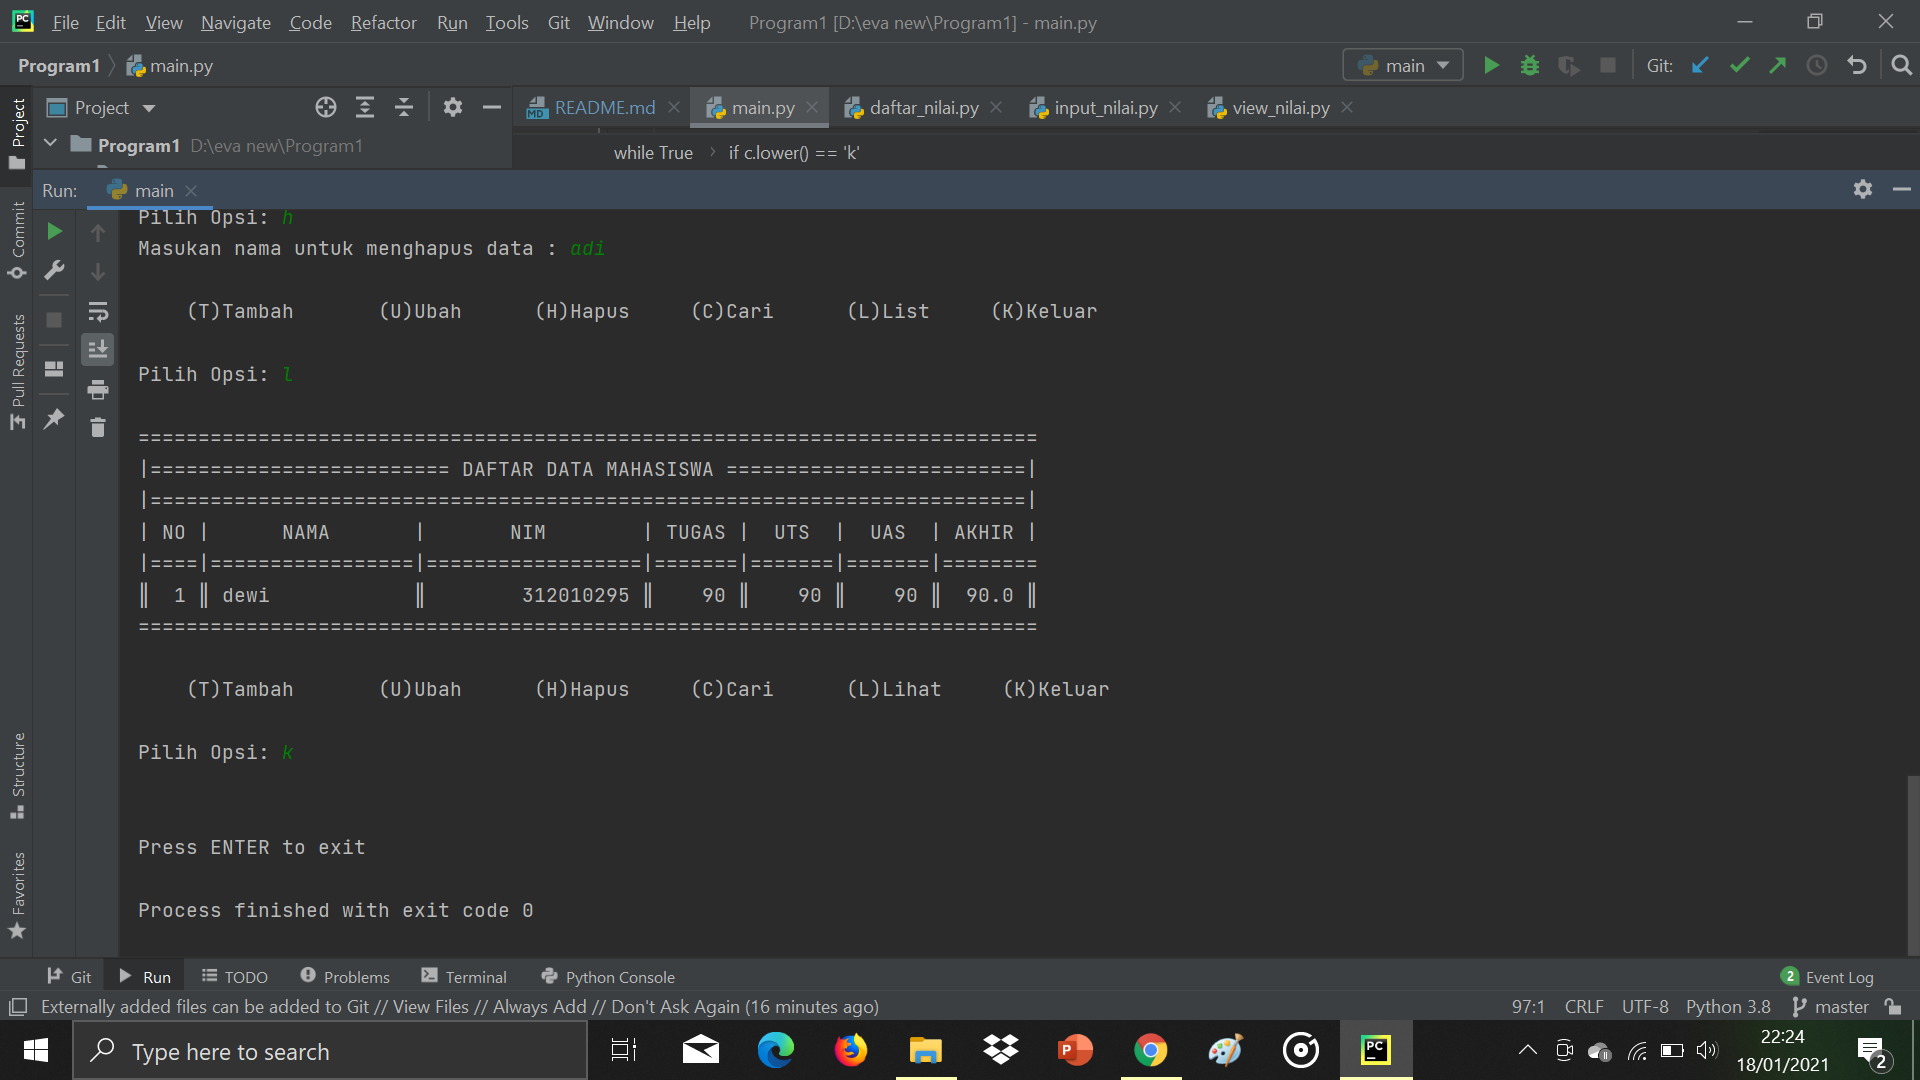 File Edit View Navigate Code Refactor Run Tools Git Window Help Program1 [D:\eva new\Program1] - main.py
Program1 main.py main Git:
Project README.md main.py daftar_nilai.py input_nilai.py view_nilai.py
Program1 D:\eva new\Program1
while True if c.lower() == 'k'
Run: main
Project
Commit
Pull Requests
Structure
Favorites
Pilih Opsi: h
Masukan nama untuk menghapus data : adi
(T)Tambah (U)Ubah (H)Hapus (C)Cari (L)List (K)Keluar
Pilih Opsi: l
===========================================================================
|========================= DAFTAR DATA MAHASISWA =========================|
|=========================================================================|
| NO | NAMA | NIM | TUGAS | UTS | UAS | AKHIR |
|====|=================|==================|=======|=======|=======|========
║ 1 ║ dewi ║ 312010295 ║ 90 ║ 90 ║ 90 ║ 90.0 ║
===========================================================================
(T)Tambah (U)Ubah (H)Hapus (C)Cari (L)Lihat (K)Keluar
Pilih Opsi: k
Press ENTER to exit
Process finished with exit code 0
Git Run TODO Problems Terminal Python Console 2 Event Log
Externally added files can be added to Git // View Files // Always Add // Don't Ask Again (16 minutes ago) 97:1 CRLF UTF-8 Python 3.8 master
Type here to search
22:24
18/01/2021
2